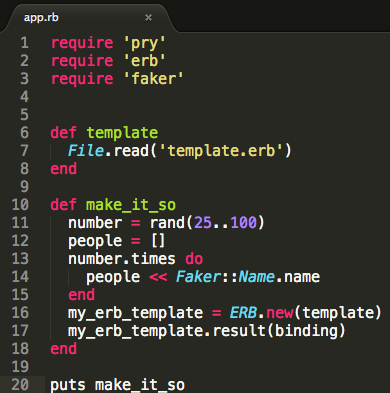 app.rb ×
1 require 'pry'
2 require 'erb'
3 require 'faker'
4
5
6 def template
7   File.read('template.erb')
8 end
9
10 def make_it_so
11   number = rand(25..100)
12   people = []
13   number.times do
14     people << Faker::Name.name
15   end
16   my_erb_template = ERB.new(template)
17   my_erb_template.result(binding)
18 end
19
20 puts make_it_so